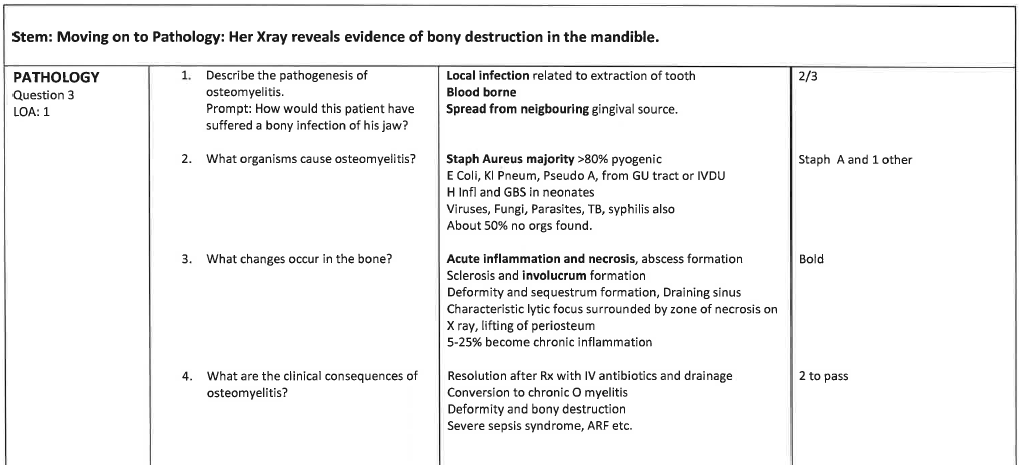 Stem: Moving on to Pathology: Her Xray reveals evidence of bony destruction in the mandible.
PATHOLOGY
Question 3
LOA: 1
1. Describe the pathogenesis of
osteomyelitis.
Prompt: How would this patient have
suffered a bony infection of his jaw?
Local infection related to extraction of tooth
Blood borne
Spread from neigbouring gingival source.
2/3
2. What organisms cause osteomyelitis?
Staph Aureus majority >80% pyogenic
E Coli, Kl Pneum, Pseudo A, from GU tract or IVDU
H Infl and GBS in neonates
Viruses, Fungi, Parasites, TB, syphilis also
About 50% no orgs found.
Staph A and 1 other
3. What changes occur in the bone?
Acute inflammation and necrosis, abscess formation
Sclerosis and involucrum formation
Deformity and sequestrum formation, Draining sinus
Characteristic lytic focus surrounded by zone of necrosis on
X ray, lifting of periosteum
5-25% become chronic inflammation
Bold
4. What are the clinical consequences of
osteomyelitis?
Resolution after Rx with IV antibiotics and drainage
Conversion to chronic O myelitis
Deformity and bony destruction
Severe sepsis syndrome, ARF etc.
2 to pass